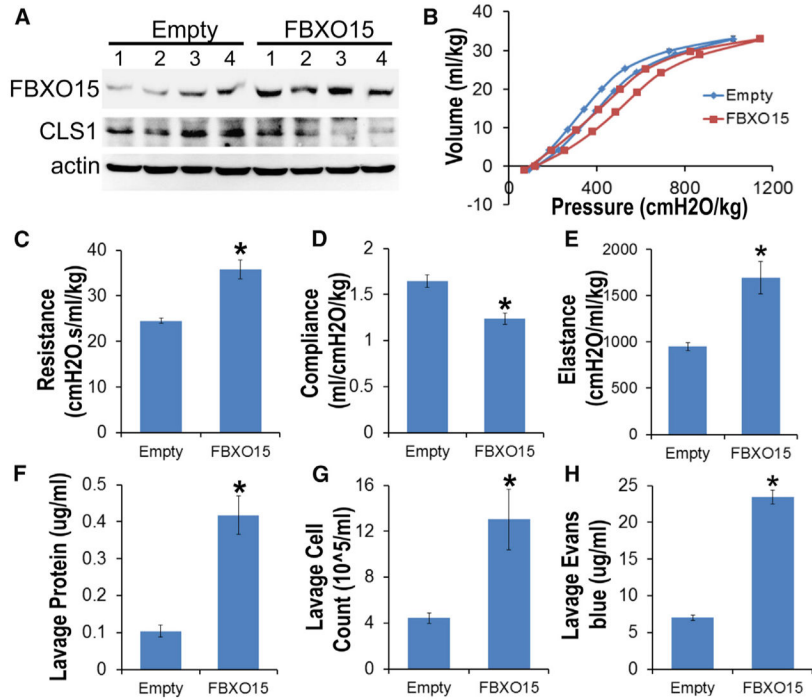 A
Empty
FBXO15
1 2 3 4 1 2 3 4
FBXO15
CLS1
actin
B
Volume (ml/kg)
40
30
20
10
0
-10
0 400 800 1200
Pressure (cmH2O/kg)
Empty
FBXO15
C
Resistance
(cmH2O.s/ml/kg)
40
30
20
10
0
Empty FBXO15
*
D
Compliance
(ml/cmH2O/kg)
2
1.5
1
0.5
0
Empty FBXO15
*
E
Elastance
(cmH2O/ml/kg)
2000
1500
1000
500
0
Empty FBXO15
*
F
Lavage Protein (ug/ml)
0.5
0.4
0.3
0.2
0.1
0
Empty FBXO15
*
G
Lavage Cell
Count (10^5/ml)
16
12
8
4
0
Empty FBXO15
*
H
Lavage Evans
blue (ug/ml)
25
20
15
10
5
0
Empty FBXO15
*